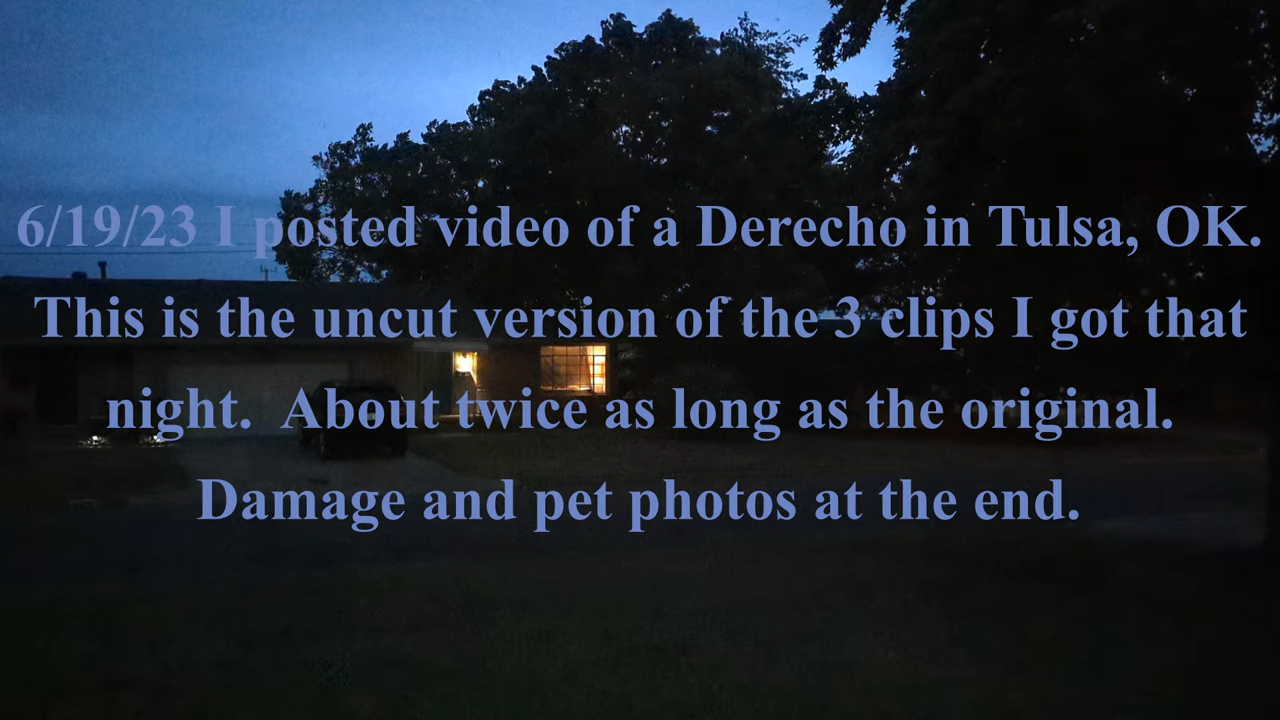 6/19/23 I posted video of a Derecho in Tulsa, OK.
This is the uncut version of the 3 clips I got that
night.  About twice as long as the original.
Damage and pet photos at the end.